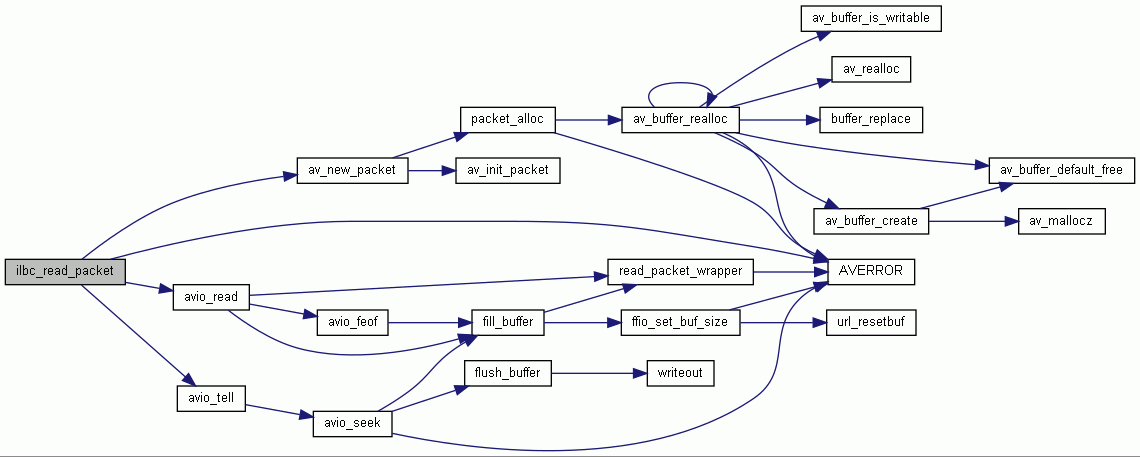 av_buffer_is_writable
av_realloc
packet_alloc
av_buffer_realloc
buffer_replace
av_new_packet
av_init_packet
av_buffer_default_free
av_buffer_create
av_mallocz
ilbc_read_packet
read_packet_wrapper
AVERROR
avio_read
avio_feof
fill_buffer
ffio_set_buf_size
url_resetbuf
flush_buffer
writeout
avio_tell
avio_seek